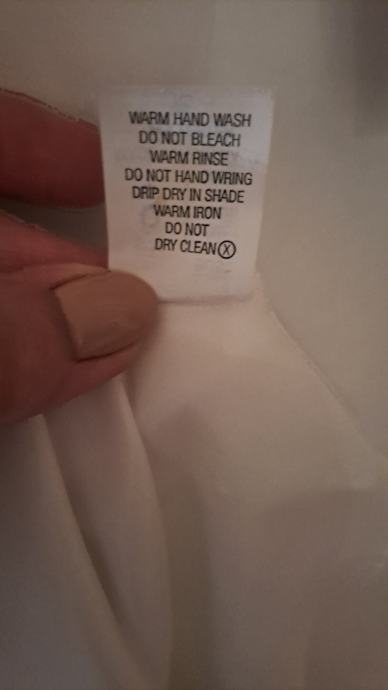 WARM HAND WASH
DO NOT BLEACH
WARM RINSE
DO NOT HAND WRING
DRIP DRY IN SHADE
WARM IRON
DO NOT
DRY CLEAN Ⓧ